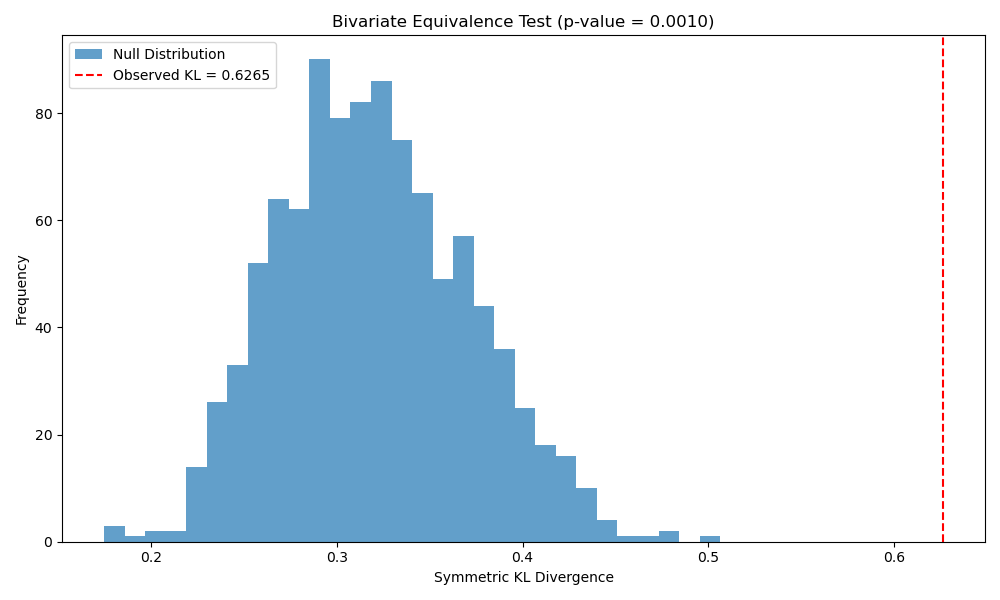 Bivariate Equivalence Test (p-value = 0.0010)
Null Distribution
Observed KL = 0.6265
Frequency
80
60
40
20
0
0.2
0.3
0.4
0.5
0.6
Symmetric KL Divergence